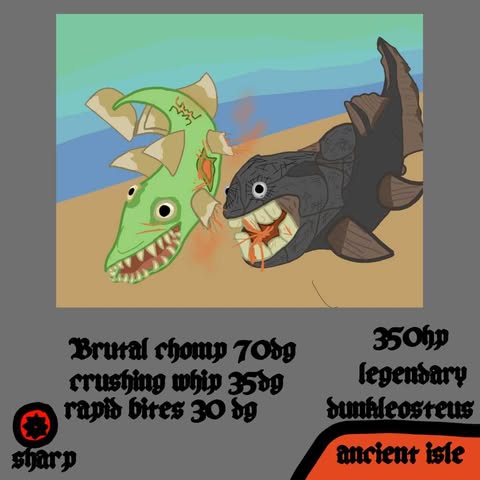 Brutal chomp 70dg
crushing whip 35dg
rapid bites 30 dg
350hp
legendary
dunkleosteus
sharp
ancient isle